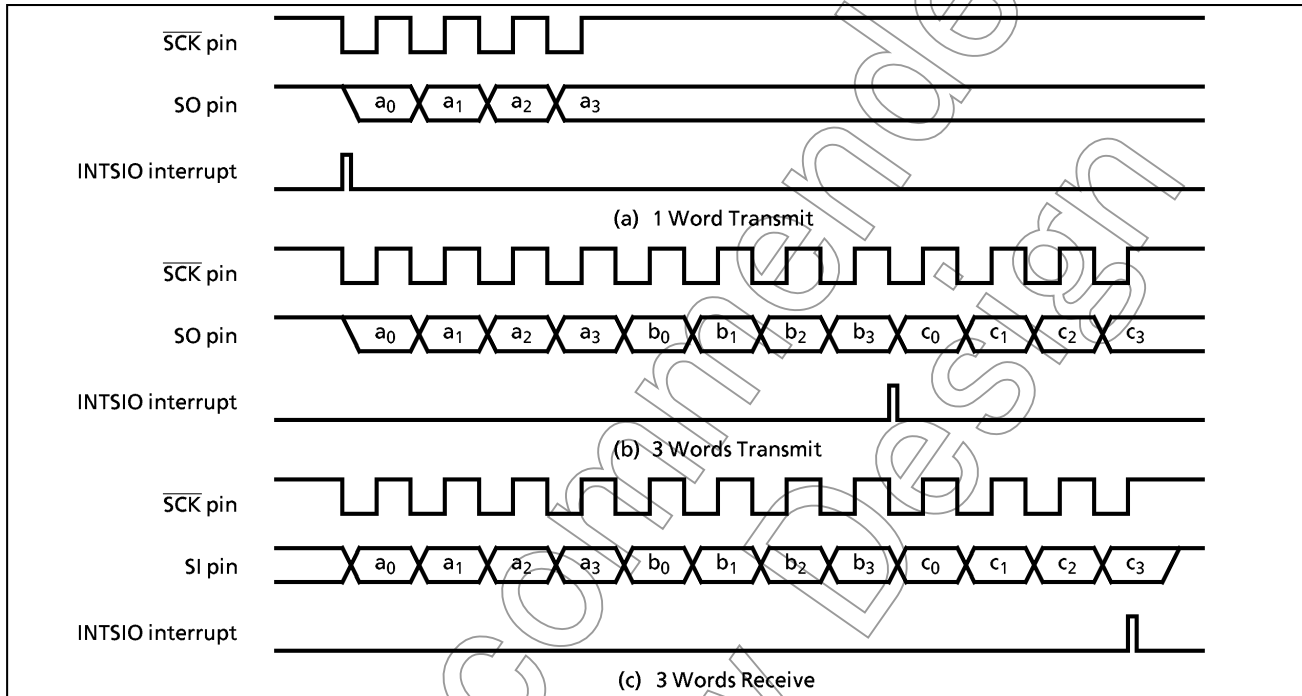 SCK pin
SO pin
a0 a1 a2 a3
INTSIO interrupt
(a) 1 Word Transmit
SCK pin
SO pin
a0 a1 a2 a3 b0 b1 b2 b3 c0 c1 c2 c3
INTSIO interrupt
(b) 3 Words Transmit
SCK pin
SI pin
a0 a1 a2 a3 b0 b1 b2 b3 c0 c1 c2 c3
INTSIO interrupt
(c) 3 Words Receive
commende
Design